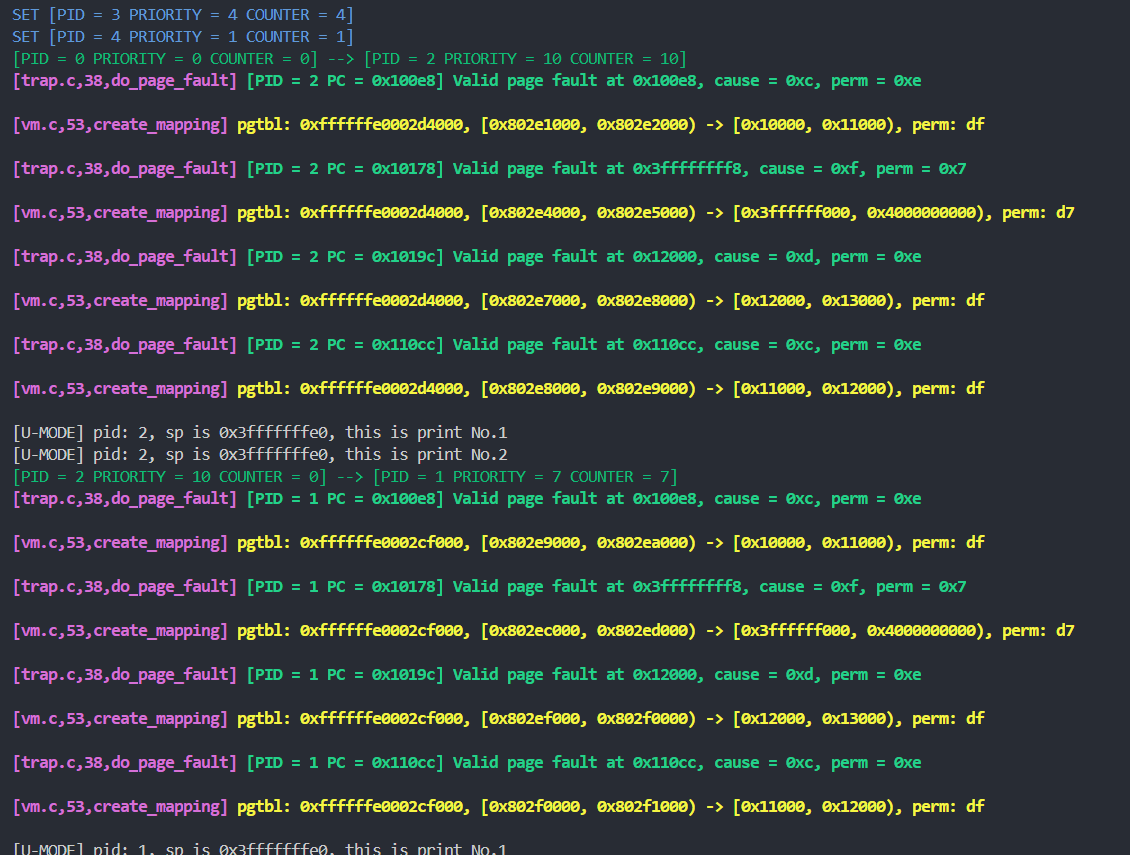 SET [PID = 3 PRIORITY = 4 COUNTER = 4]
SET [PID = 4 PRIORITY = 1 COUNTER = 1]
[PID = 0 PRIORITY = 0 COUNTER = 0] --> [PID = 2 PRIORITY = 10 COUNTER = 10]
[trap.c,38,do_page_fault] [PID = 2 PC = 0x100e8] Valid page fault at 0x100e8, cause = 0xc, perm = 0xe
[vm.c,53,create_mapping] pgtbl: 0xffffffe0002d4000, [0x802e1000, 0x802e2000) -> [0x10000, 0x11000), perm: df
[trap.c,38,do_page_fault] [PID = 2 PC = 0x10178] Valid page fault at 0x3ffffffff8, cause = 0xf, perm = 0x7
[vm.c,53,create_mapping] pgtbl: 0xffffffe0002d4000, [0x802e4000, 0x802e5000) -> [0x3ffffff000, 0x4000000000), perm: d7
[trap.c,38,do_page_fault] [PID = 2 PC = 0x1019c] Valid page fault at 0x12000, cause = 0xd, perm = 0xe
[vm.c,53,create_mapping] pgtbl: 0xffffffe0002d4000, [0x802e7000, 0x802e8000) -> [0x12000, 0x13000), perm: df
[trap.c,38,do_page_fault] [PID = 2 PC = 0x110cc] Valid page fault at 0x110cc, cause = 0xc, perm = 0xe
[vm.c,53,create_mapping] pgtbl: 0xffffffe0002d4000, [0x802e8000, 0x802e9000) -> [0x11000, 0x12000), perm: df
[U-MODE] pid: 2, sp is 0x3fffffffe0, this is print No.1
[U-MODE] pid: 2, sp is 0x3fffffffe0, this is print No.2
[PID = 2 PRIORITY = 10 COUNTER = 0] --> [PID = 1 PRIORITY = 7 COUNTER = 7]
[trap.c,38,do_page_fault] [PID = 1 PC = 0x100e8] Valid page fault at 0x100e8, cause = 0xc, perm = 0xe
[vm.c,53,create_mapping] pgtbl: 0xffffffe0002cf000, [0x802e9000, 0x802ea000) -> [0x10000, 0x11000), perm: df
[trap.c,38,do_page_fault] [PID = 1 PC = 0x10178] Valid page fault at 0x3ffffffff8, cause = 0xf, perm = 0x7
[vm.c,53,create_mapping] pgtbl: 0xffffffe0002cf000, [0x802ec000, 0x802ed000) -> [0x3ffffff000, 0x4000000000), perm: d7
[trap.c,38,do_page_fault] [PID = 1 PC = 0x1019c] Valid page fault at 0x12000, cause = 0xd, perm = 0xe
[vm.c,53,create_mapping] pgtbl: 0xffffffe0002cf000, [0x802ef000, 0x802f0000) -> [0x12000, 0x13000), perm: df
[trap.c,38,do_page_fault] [PID = 1 PC = 0x110cc] Valid page fault at 0x110cc, cause = 0xc, perm = 0xe
[vm.c,53,create_mapping] pgtbl: 0xffffffe0002cf000, [0x802f0000, 0x802f1000) -> [0x11000, 0x12000), perm: df
[U-MODE] pid: 1, sp is 0x3fffffffe0, this is print No.1